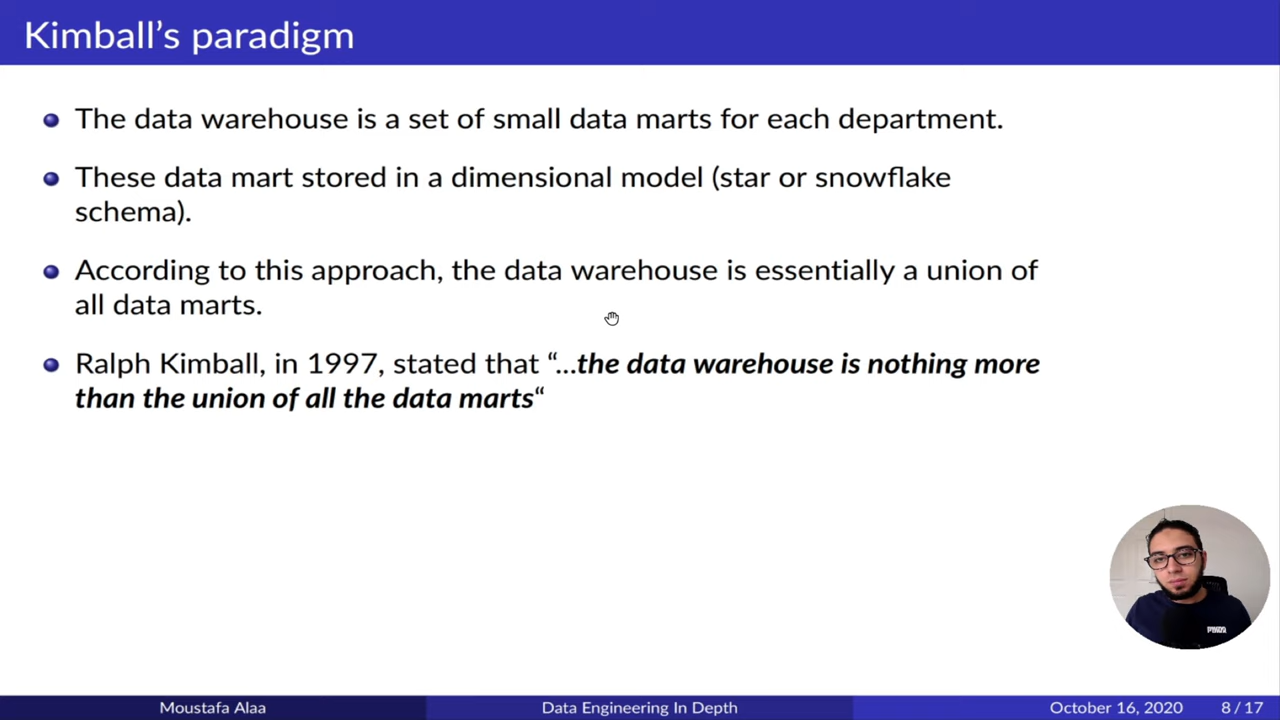 Kimball's paradigm
The data warehouse is a set of small data marts for each department.
These data mart stored in a dimensional model (star or snowflake
schema).
According to this approach, the data warehouse is essentially a union of
all data marts.
Ralph Kimball, in 1997, stated that “...the data warehouse is nothing more
than the union of all the data marts“
Moustafa Alaa
Data Engineering In Depth
October 16, 2020
8 / 17